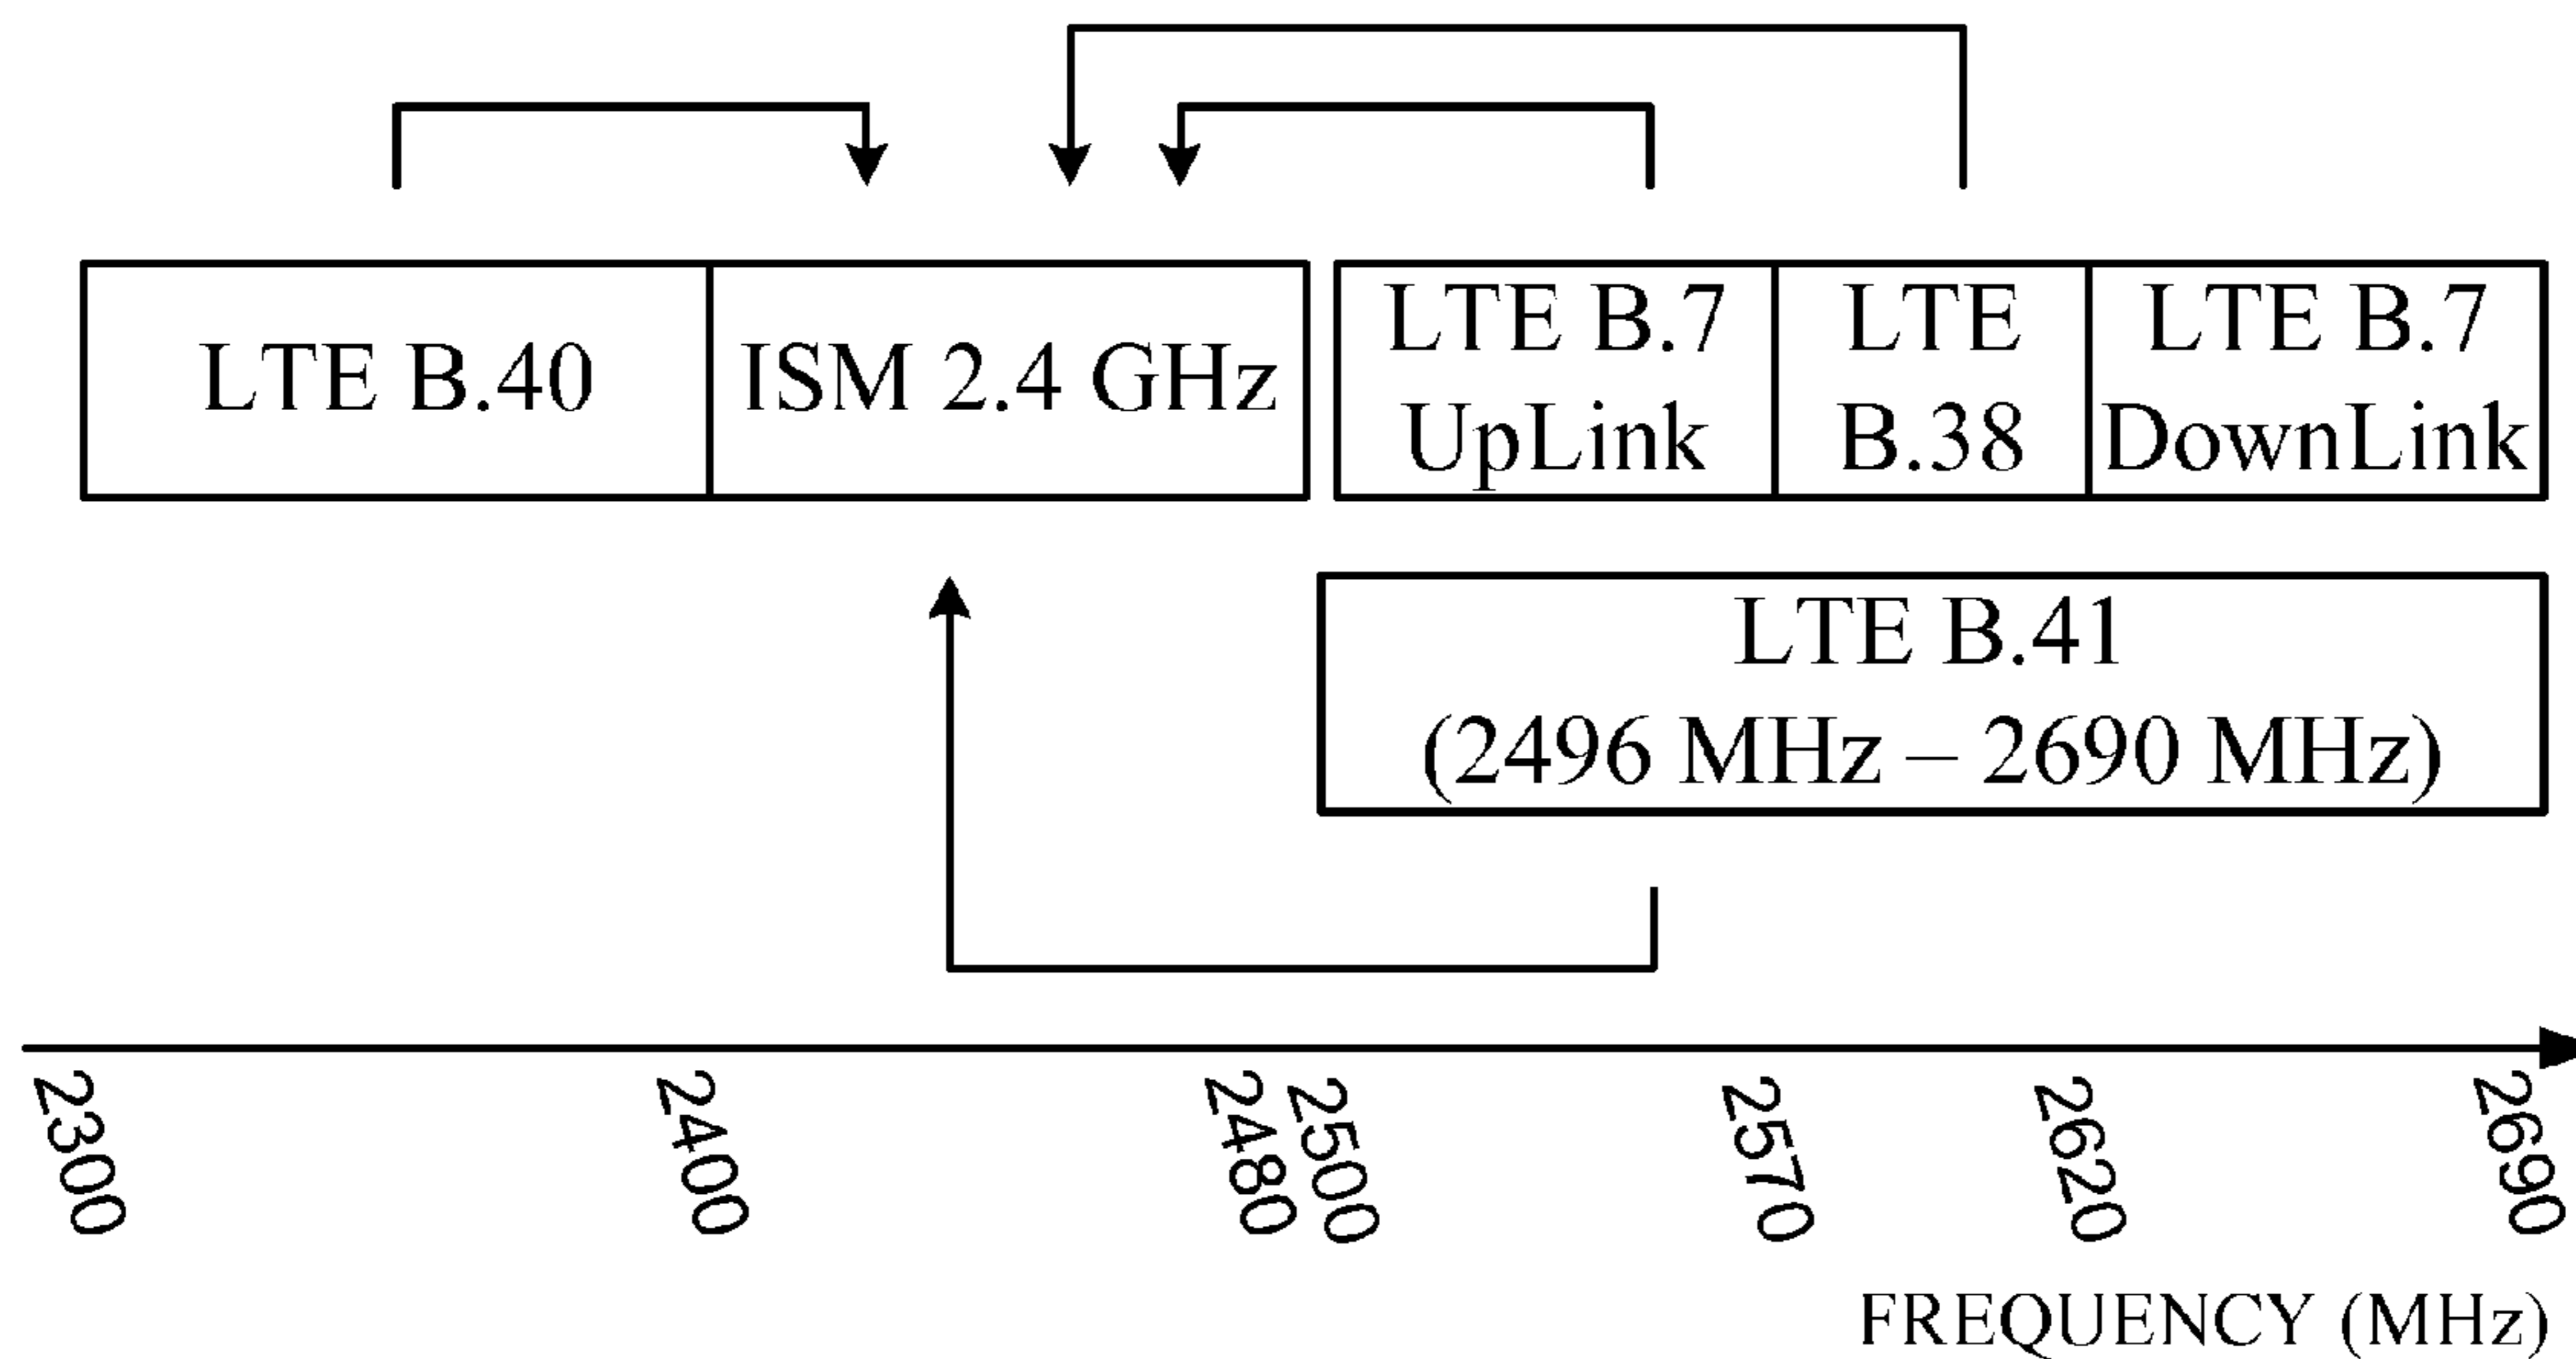 LTE B.40
ISM 2.4 GHz
LTE B.7
UpLink
LTE
B.38
LTE B.7
DownLink
LTE B.41
(2496 MHz – 2690 MHz)
2300
2400
2480
2500
2570
2620
2690
FREQUENCY (MHz)